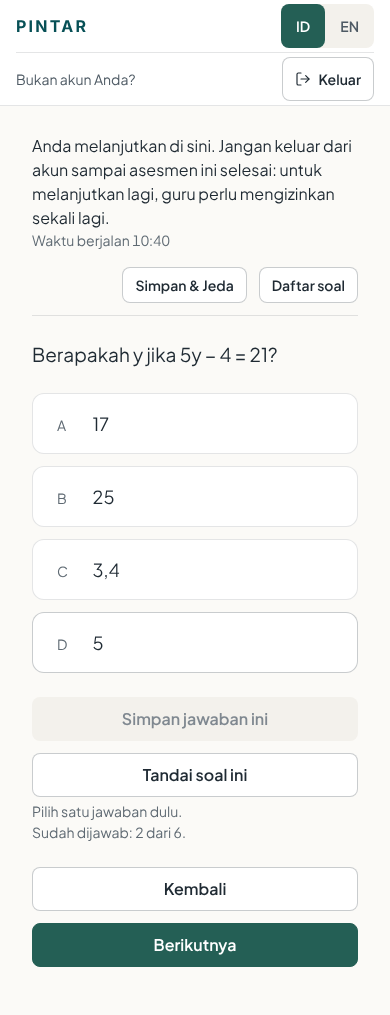 PINTAR
ID
EN
Bukan akun Anda?
Keluar
Anda melanjutkan di sini. Jangan keluar dari
akun sampai asesmen ini selesai: untuk
melanjutkan lagi, guru perlu mengizinkan
sekali lagi.
Waktu berjalan 10:40
Simpan & Jeda
Daftar soal
Berapakah y jika 5y − 4 = 21?
A 17
B 25
C 3,4
D 5
Simpan jawaban ini
Tandai soal ini
Pilih satu jawaban dulu.
Sudah dijawab: 2 dari 6.
Kembali
Berikutnya